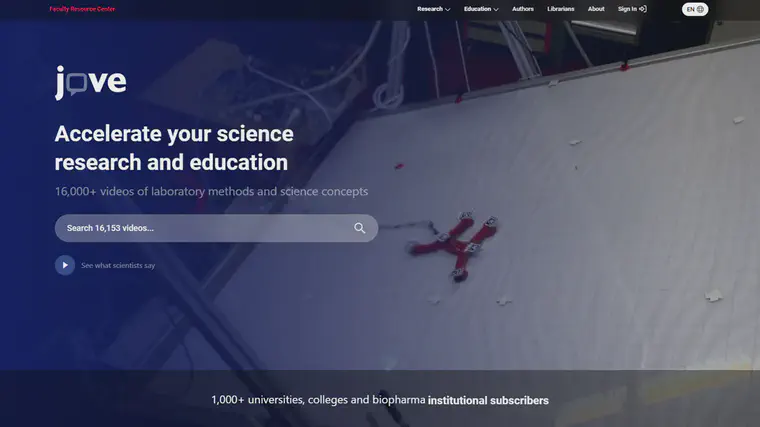 Faculty Resource Center
Research
Education
Authors
Librarians
About
Sign In
EN
jove
Accelerate your science
research and education
16,000+ videos of laboratory methods and science concepts
Search 16,153 videos...
See what scientists say
1,000+ universities, colleges and biopharma institutional subscribers